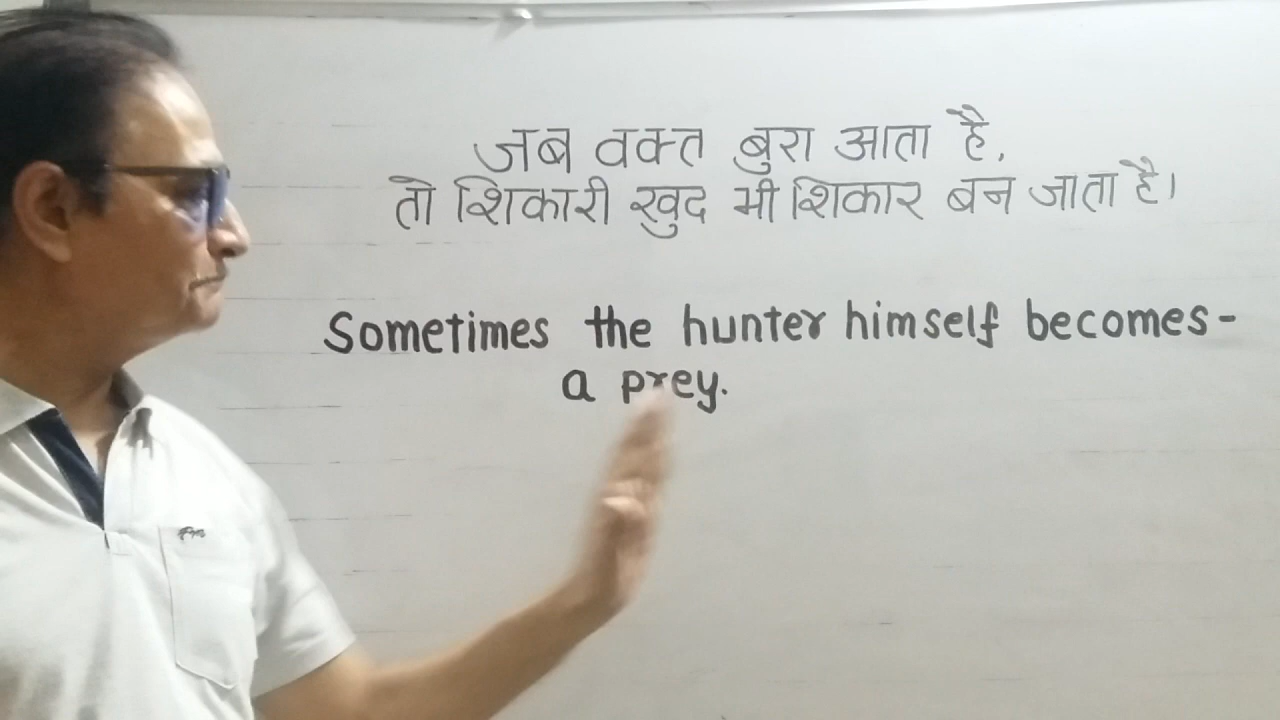 जब वक्त बुरा आता है,
तो शिकारी खुद भी शिकार बन जाता है।
Sometimes the hunter himself becomes-
a prey.